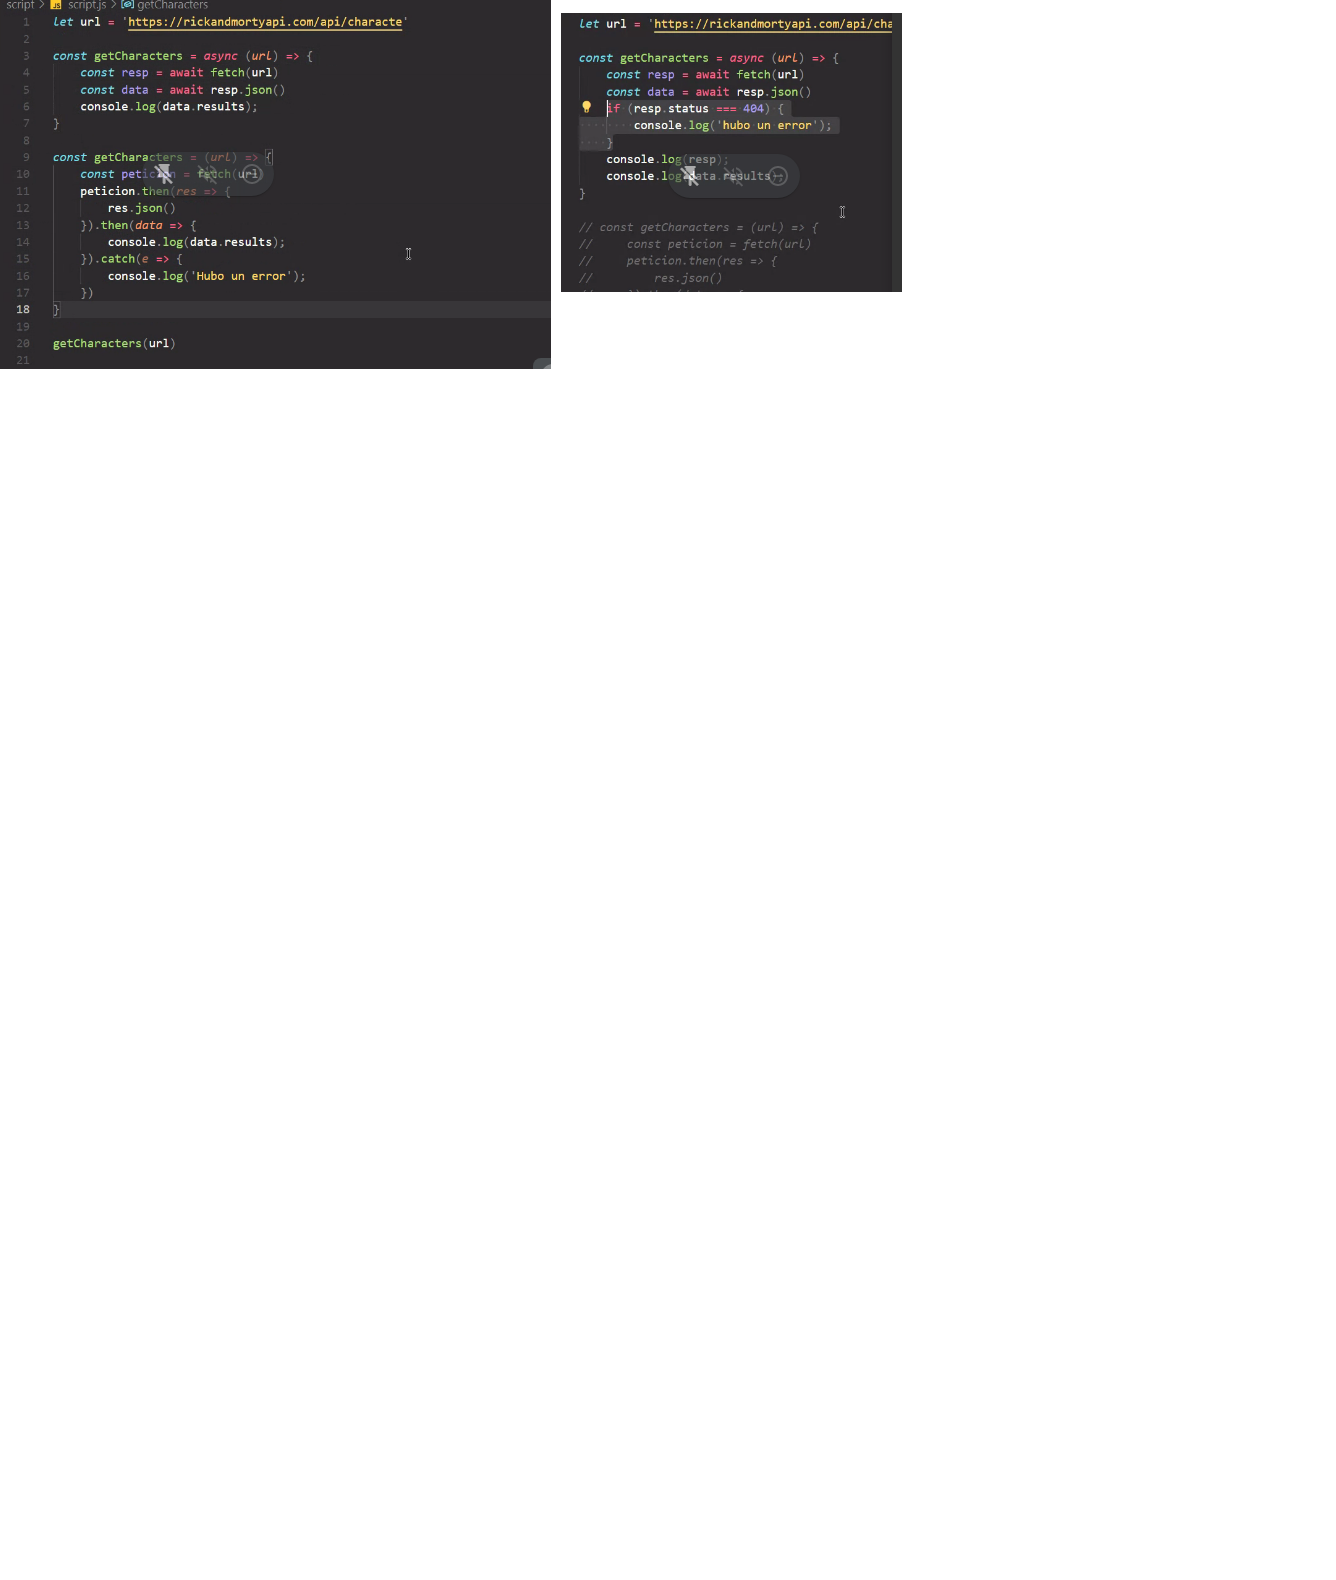 script > JS script.js > getCharacters
1 let url = 'https://rickandmortyapi.com/api/characte'
2
3 const getCharacters = async (url) => {
4 const resp = await fetch(url)
5 const data = await resp.json()
6 console.log(data.results);
7 }
8
9 const getCharacters = (url) => {
10 const peticion = fetch(url)
11 peticion.then(res => {
12 res.json()
13 }).then(data => {
14 console.log(data.results);
15 }).catch(e => {
16 console.log('Hubo un error');
17 })
18 }
19
20 getCharacters(url)
21
let url = 'https://rickandmortyapi.com/api/cha
const getCharacters = async (url) => {
const resp = await fetch(url)
const data = await resp.json()
if (resp.status === 404) {
console.log('hubo un error');
}
console.log(resp);
console.log(data.results
}
// const getCharacters = (url) => {
// const peticion = fetch(url)
// peticion.then(res => {
// res.json()